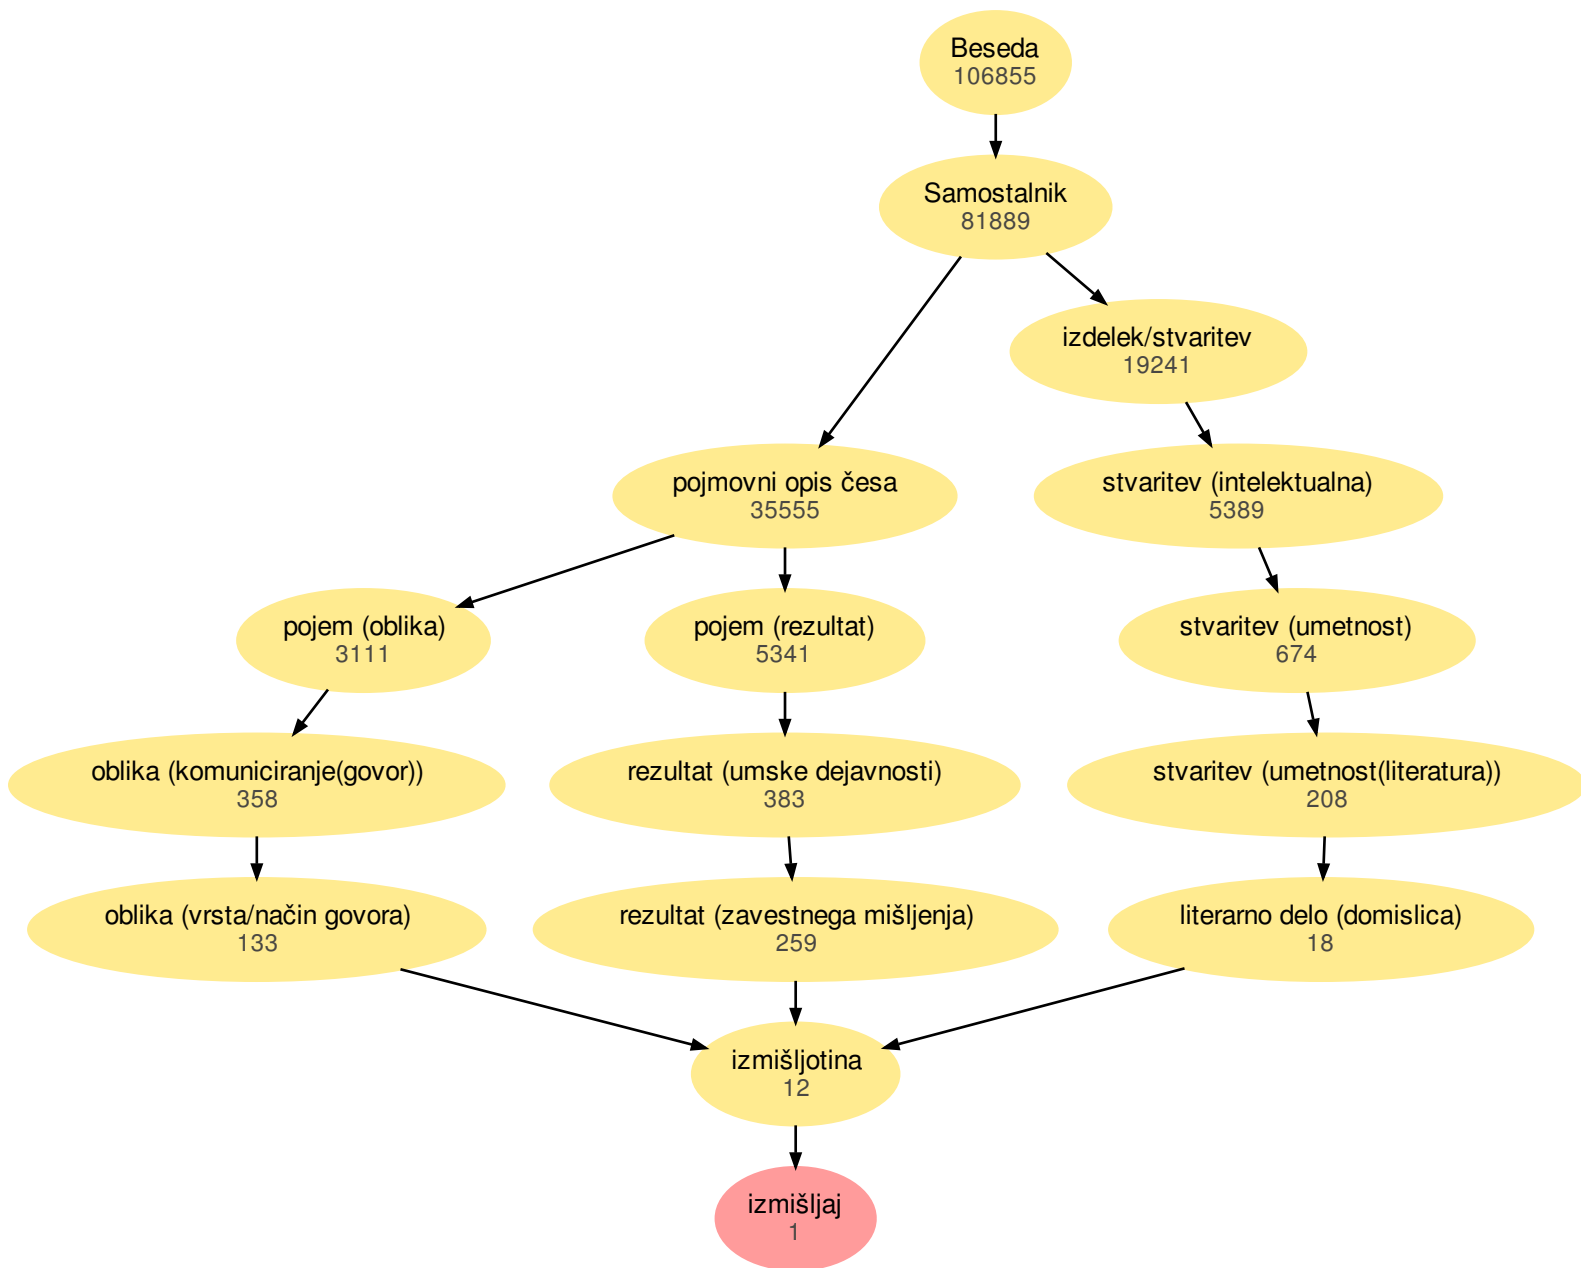 Beseda
106855
Samostalnik
81889
izdelek/stvaritev
19241
pojmovni opis česa
35555
stvaritev (intelektualna)
5389
pojem (oblika)
3111
pojem (rezultat)
5341
stvaritev (umetnost)
674
oblika (komuniciranje(govor))
358
rezultat (umske dejavnosti)
383
stvaritev (umetnost(literatura))
208
oblika (vrsta/način govora)
133
rezultat (zavestnega mišljenja)
259
literarno delo (domislica)
18
izmišljotina
12
izmišljaj
1